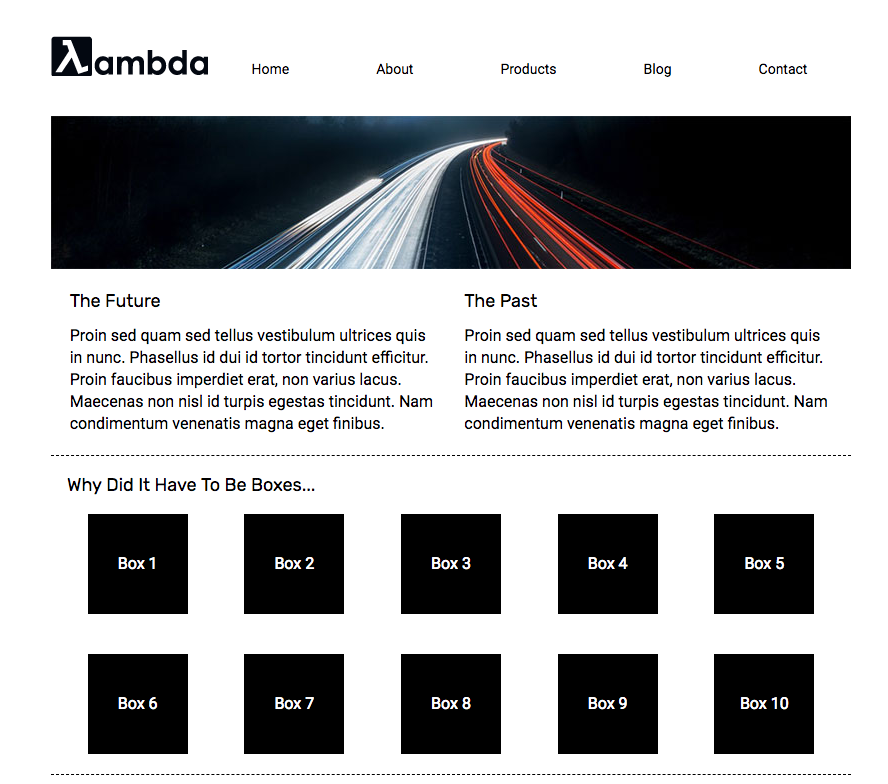 λambda
Home About Products Blog Contact
The Future
Proin sed quam sed tellus vestibulum ultrices quis
in nunc. Phasellus id dui id tortor tincidunt efficitur.
Proin faucibus imperdiet erat, non varius lacus.
Maecenas non nisl id turpis egestas tincidunt. Nam
condimentum venenatis magna eget finibus.
The Past
Proin sed quam sed tellus vestibulum ultrices quis
in nunc. Phasellus id dui id tortor tincidunt efficitur.
Proin faucibus imperdiet erat, non varius lacus.
Maecenas non nisl id turpis egestas tincidunt. Nam
condimentum venenatis magna eget finibus.
Why Did It Have To Be Boxes...
Box 1 Box 2 Box 3 Box 4 Box 5
Box 6 Box 7 Box 8 Box 9 Box 10